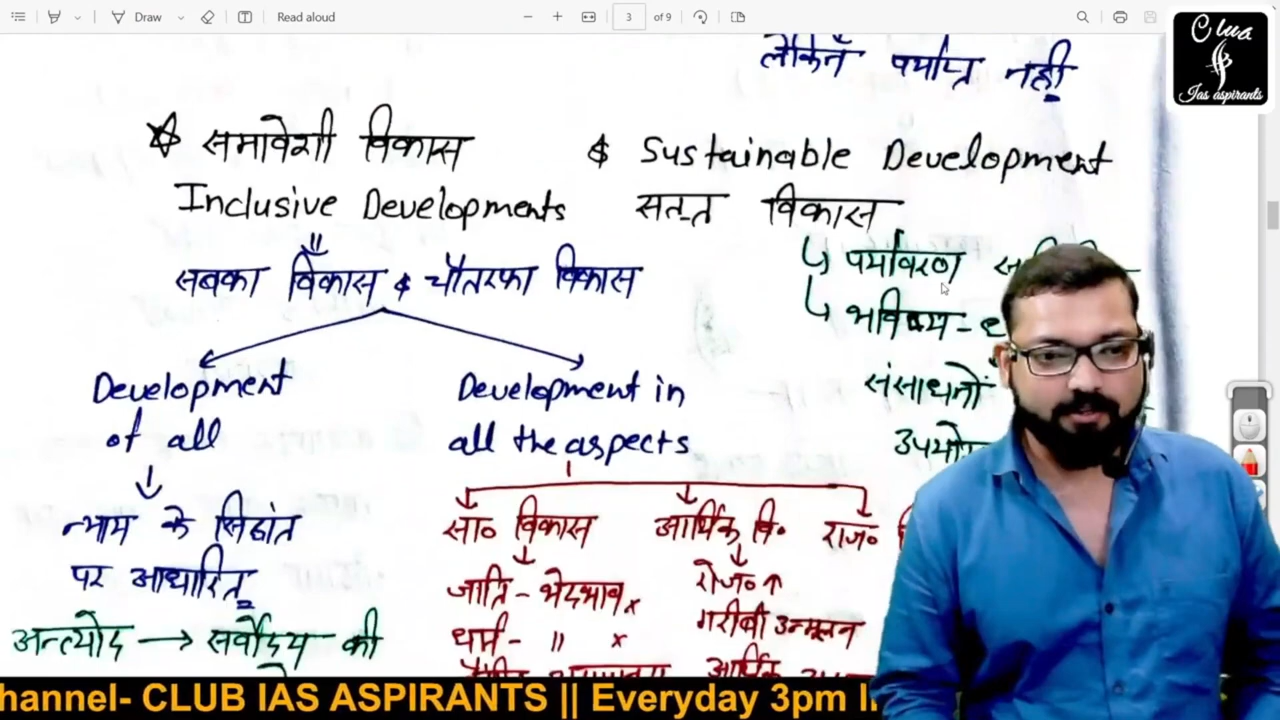 Draw
Read aloud
3 of 9
Club
Ias aspirants
लेकिन पर्याप्त नहीं
समावेशी विकास
Inclusive Developments
सबका विकास & चौतरफा विकास
Development of all
न्याय के सिद्धांत
पर आधारित
अन्त्योद → सर्वोदय की
Development in
all the aspects
सा० विकास
जाति - भेदभाव x
धर्म - " x
आर्थिक वि०
रोज० ↑
गरीबी उन्मूलन
आर्थिक
राज०
& Sustainable Development
सतत विकास
पर्यावरण
भविष्य -
संसाधनों
hannel- CLUB IAS ASPIRANTS || Everyday 3pm